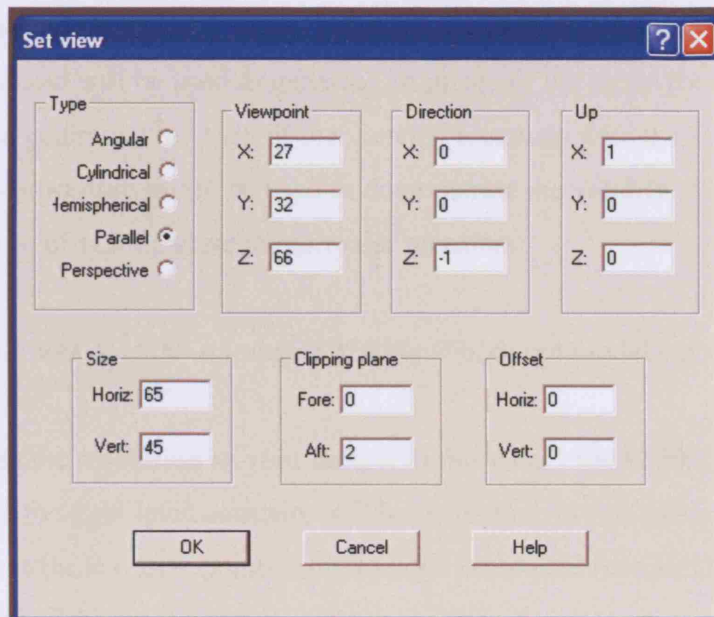 Set view
Type
Angular
Cylindrical
Hemispherical
Parallel
Perspective
Viewpoint
X: 27
Y: 32
Z: 66
Direction
X: 0
Y: 0
Z: -1
Up
X: 1
Y: 0
Z: 0
Size
Horiz: 65
Vert: 45
Clipping plane
Fore: 0
Aft: 2
Offset
Horiz: 0
Vert: 0
OK Cancel Help